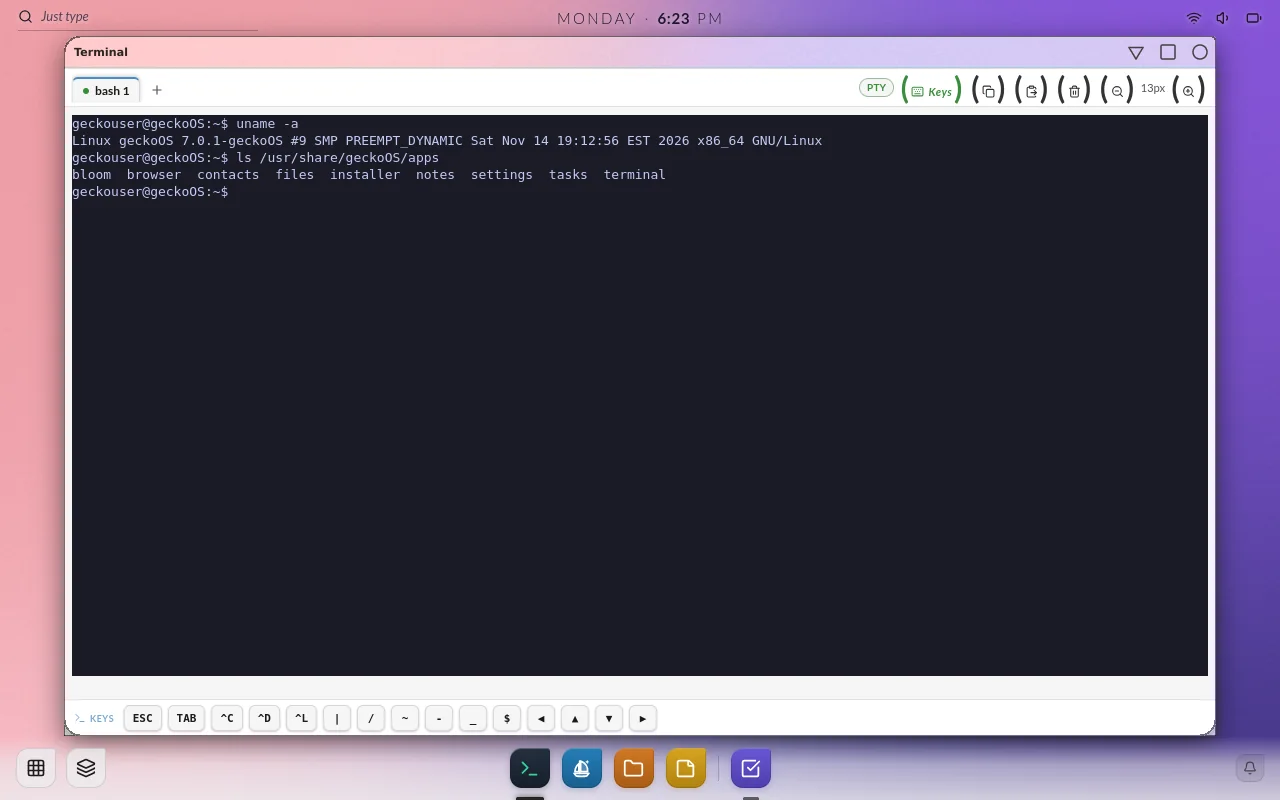 Just type
MONDAY · 6:23 PM
Terminal
bash 1
PTY
Keys
13px
geckouser@geckoOS:~$ uname -a
Linux geckoOS 7.0.1-geckoOS #9 SMP PREEMPT_DYNAMIC Sat Nov 14 19:12:56 EST 2026 x86_64 GNU/Linux
geckouser@geckoOS:~$ ls /usr/share/geckoOS/apps
bloom  browser  contacts  files  installer  notes  settings  tasks  terminal
geckouser@geckoOS:~$
>_ KEYS ESC TAB ^C ^D ^L | / ~ - _ $ ◄ ▲ ▼ ►